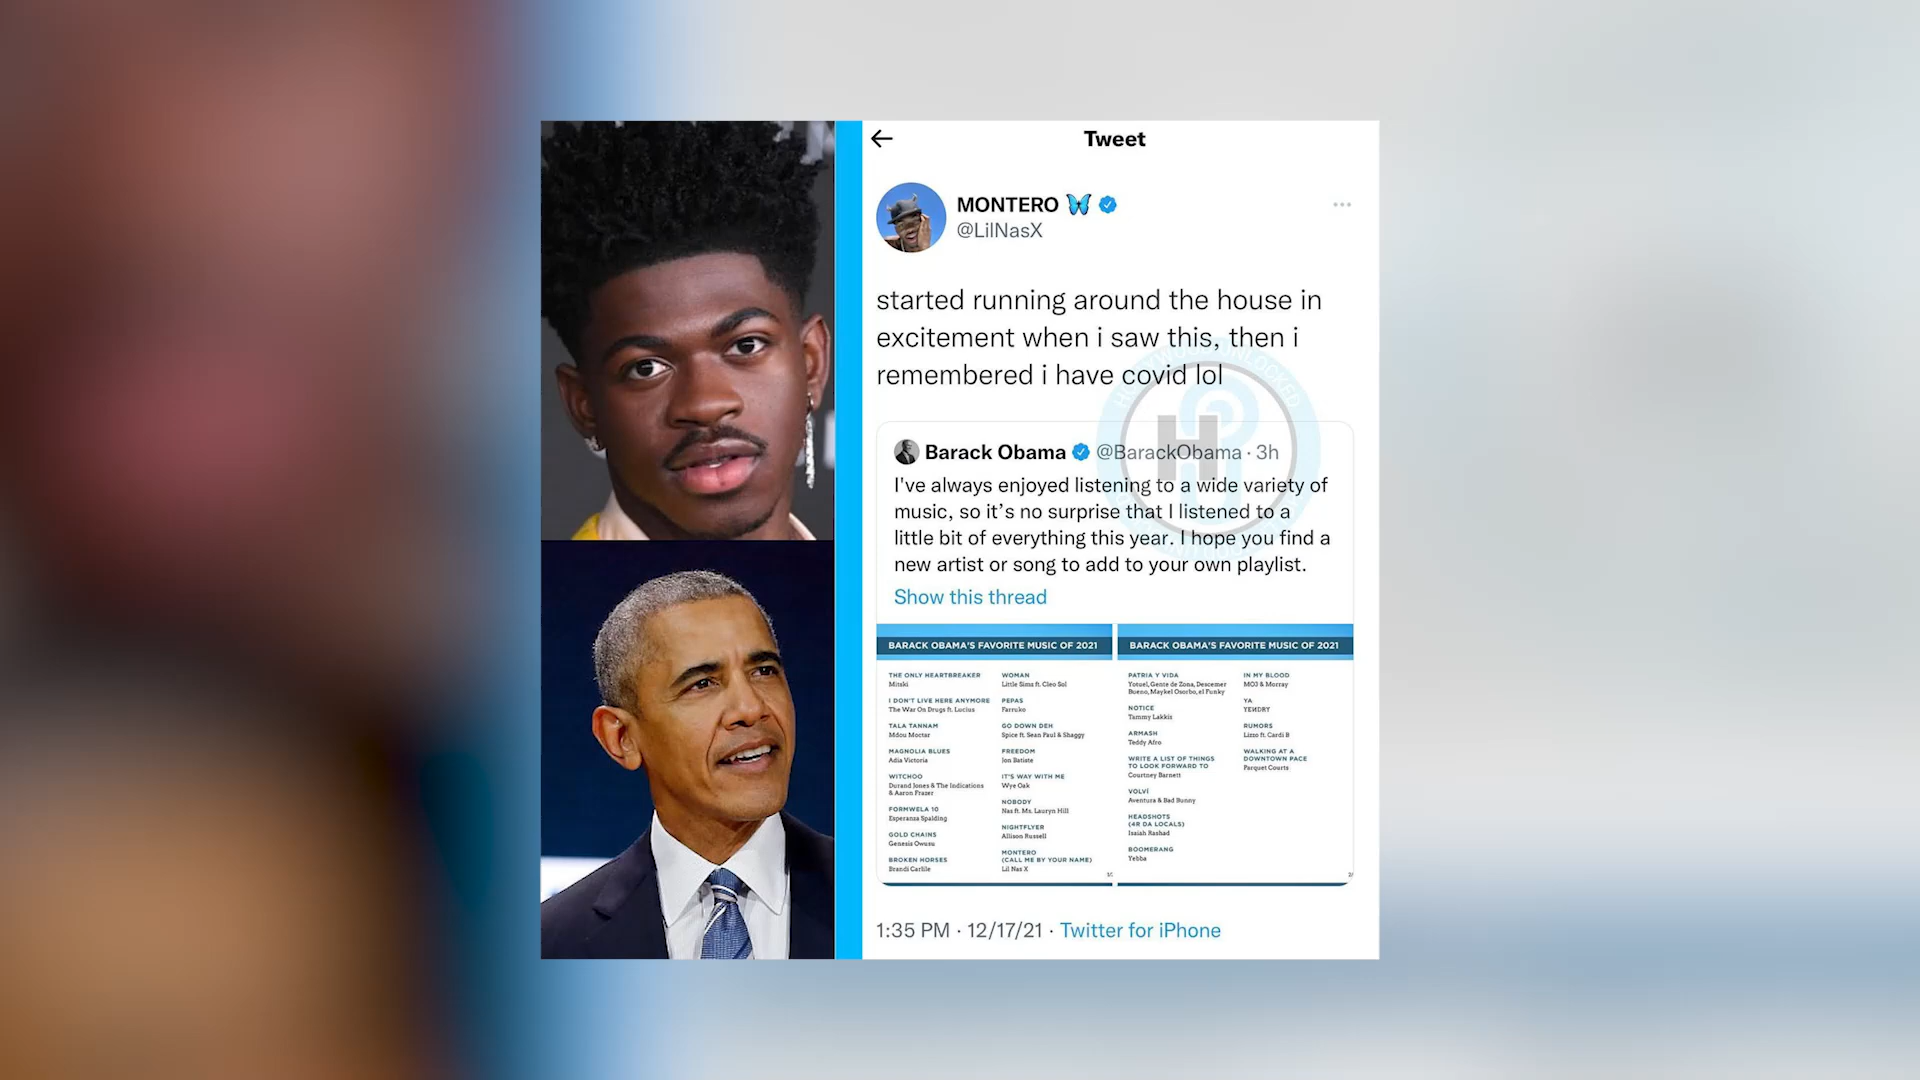 Tweet
MONTERO
@LilNasX
started running around the house in
excitement when i saw this, then i
remembered i have covid lol
Barack Obama @BarackObama · 3h
I've always enjoyed listening to a wide variety of
music, so it's no surprise that I listened to a
little bit of everything this year. I hope you find a
new artist or song to add to your own playlist.
Show this thread
BARACK OBAMA'S FAVORITE MUSIC OF 2021
THE ONLY HEARTBREAKER
Mitski
I DON'T LIVE HERE ANYMORE
The War On Drugs ft. Lucius
TALA TANNAM
Mdou Moctar
MAGNOLIA BLUES
Adia Victoria
WITCHOO
Durand Jones & The Indications
& Aaron Frazer
FORMWELA 10
Esperanza Spalding
GOLD CHAINS
Genesis Owusu
BROKEN HORSES
Brandi Carlile
WOMAN
Little Simz ft. Cleo Sol
PEPAS
Farruko
GO DOWN DEH
Spice ft. Sean Paul & Shaggy
FREEDOM
Jon Batiste
IT'S WAY WITH ME
Wye Oak
NOBODY
Nas ft. Ms. Lauryn Hill
NIGHTFLYER
Allison Russell
MONTERO
(CALL ME BY YOUR NAME)
Lil Nas X
BARACK OBAMA'S FAVORITE MUSIC OF 2021
PATRIA Y VIDA
Yotuel, Gente de Zona, Descemer
Bueno, Maykel Osorbo, el Funky
NOTICE
Tammy Lakkis
ARMASH
Teddy Afro
WRITE A LIST OF THINGS
TO LOOK FORWARD TO
Courtney Barnett
VOLVÍ
Aventura & Bad Bunny
HEADSHOTS
(4R DA LOCALS)
Isaiah Rashad
BOOMERANG
Yebba
IN MY BLOOD
MO3 & Morray
YA
YEИDRY
RUMORS
Lizzo ft. Cardi B
WALKING AT A
DOWNTOWN PACE
Parquet Courts
1:35 PM · 12/17/21 · Twitter for iPhone